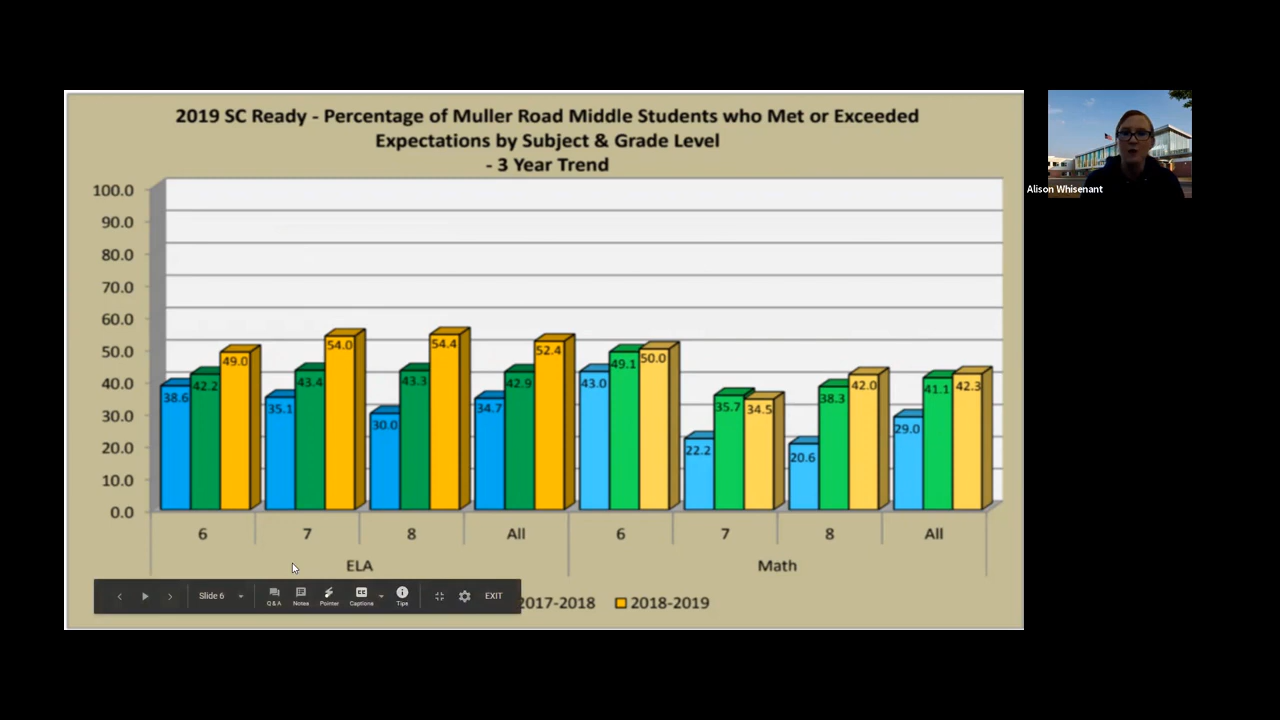 2019 SC Ready - Percentage of Muller Road Middle Students who Met or Exceeded
Expectations by Subject & Grade Level
- 3 Year Trend
100.0
90.0
80.0
70.0
60.0
50.0
40.0
30.0
20.0
10.0
0.0
38.6 42.2 49.0 35.1 43.4 54.0 30.0 43.3 54.4 34.7 42.9 52.4 43.0 49.1 50.0 22.2 35.7 34.5 20.6 38.3 42.0 29.0 41.1 42.3
6 7 8 All 6 7 8 All
ELA Math
2017-2018 2018-2019
Slide 6 Q & A Notes Pointer Captions CC Tips EXIT
Alison Whisenant